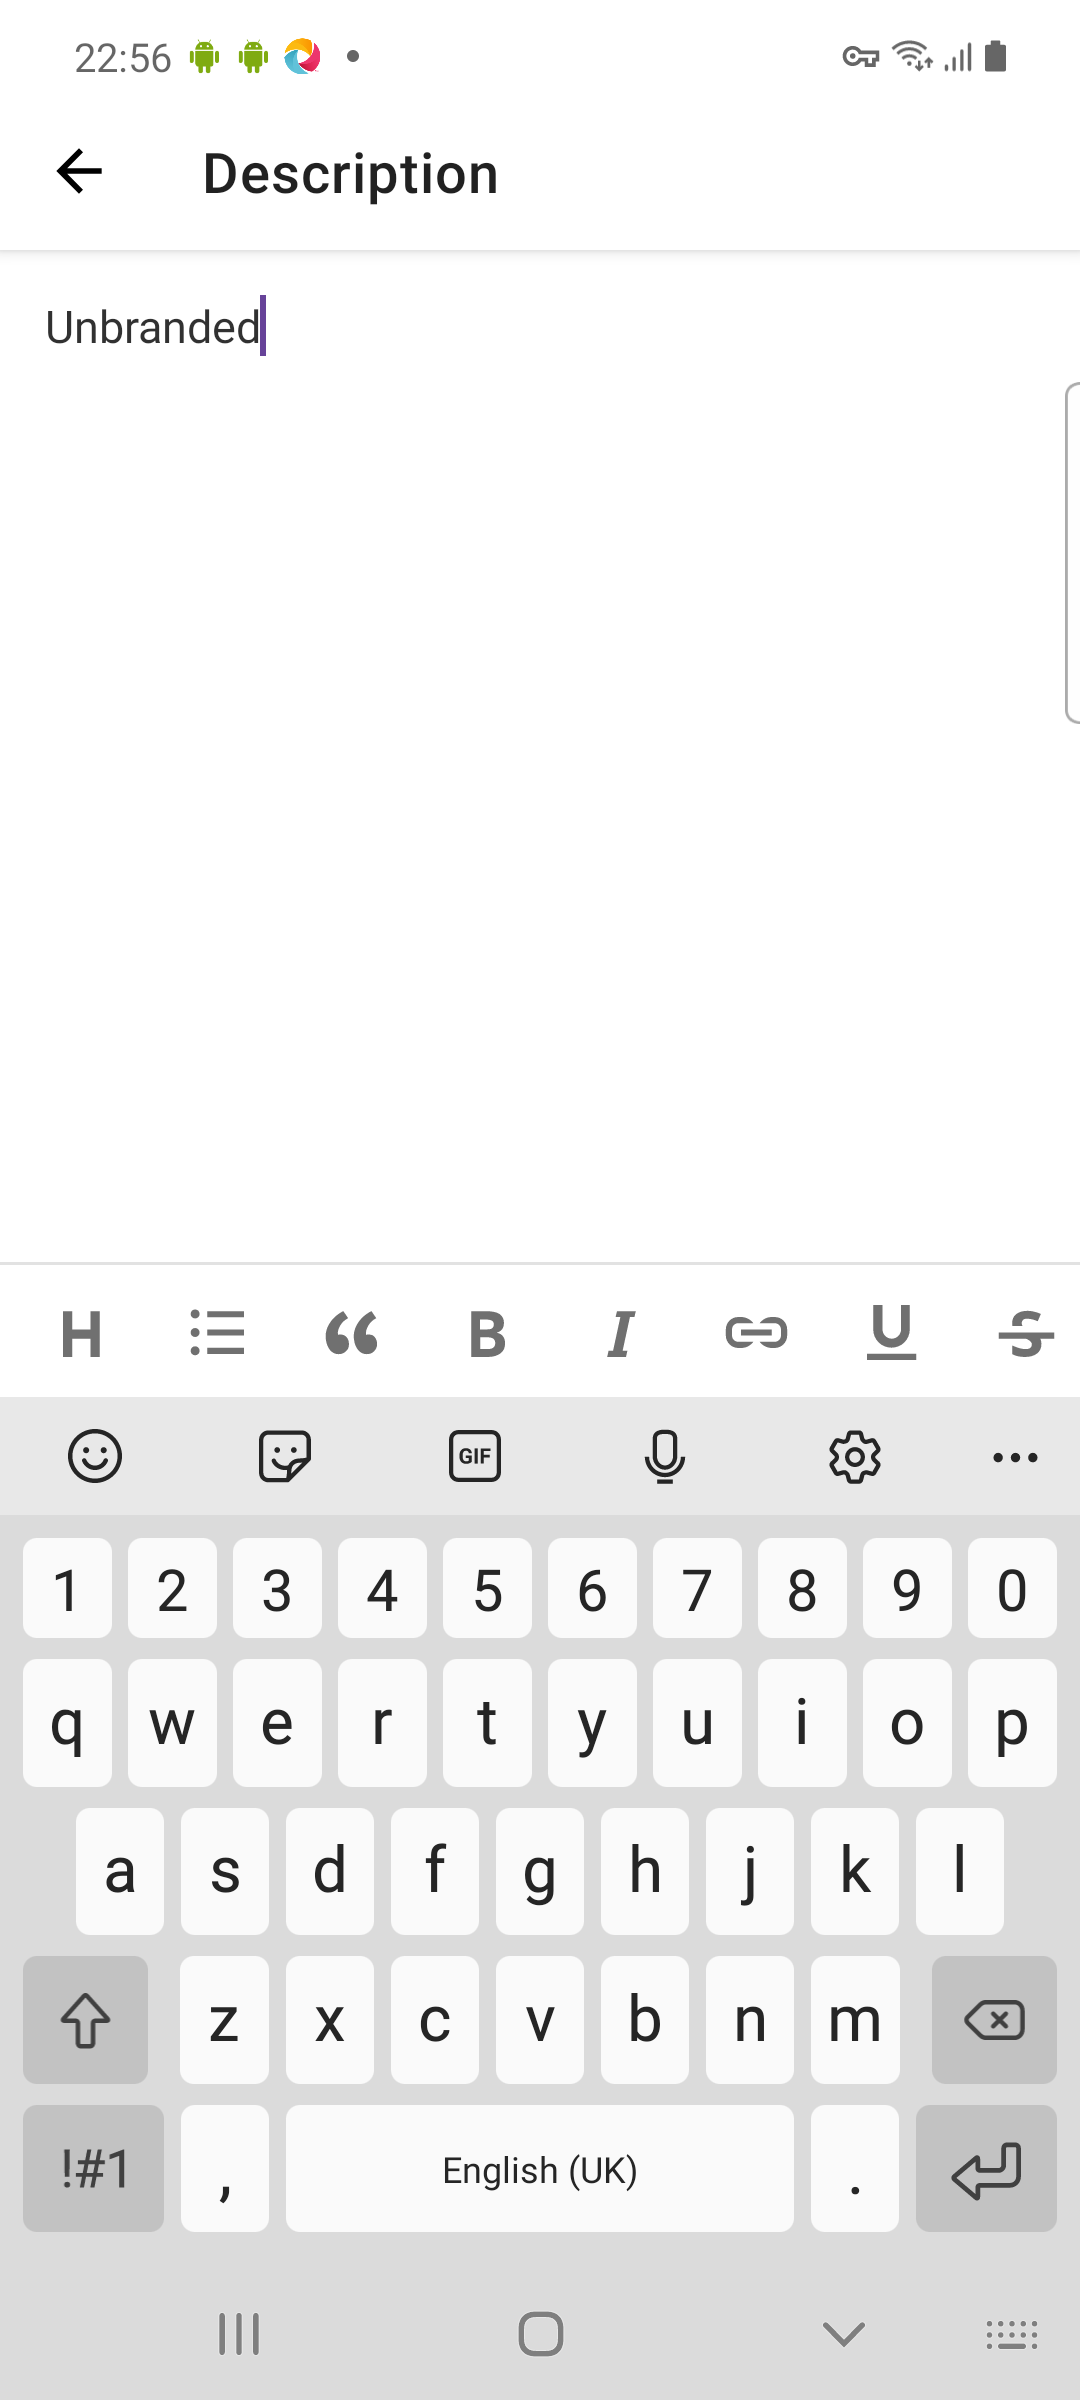 22:56
Description
Unbranded
H B I U S
GIF
1 2 3 4 5 6 7 8 9 0
q w e r t y u i o p
a s d f g h j k l
z x c v b n m
!#1 , English (UK) .